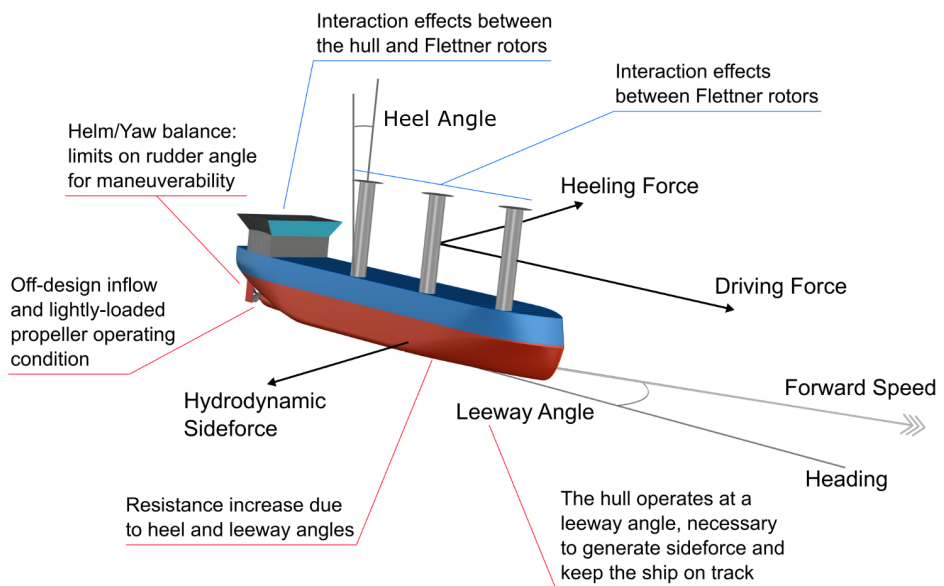 Interaction effects between
the hull and Flettner rotors
Interaction effects
between Flettner rotors
Heel Angle
Helm/Yaw balance:
limits on rudder angle
for maneuverability
Heeling Force
Off-design inflow
and lightly-loaded
propeller operating
condition
Driving Force
Hydrodynamic
Sideforce
Leeway Angle
Forward Speed
Heading
Resistance increase due
to heel and leeway angles
The hull operates at a
leeway angle, necessary
to generate sideforce and
keep the ship on track